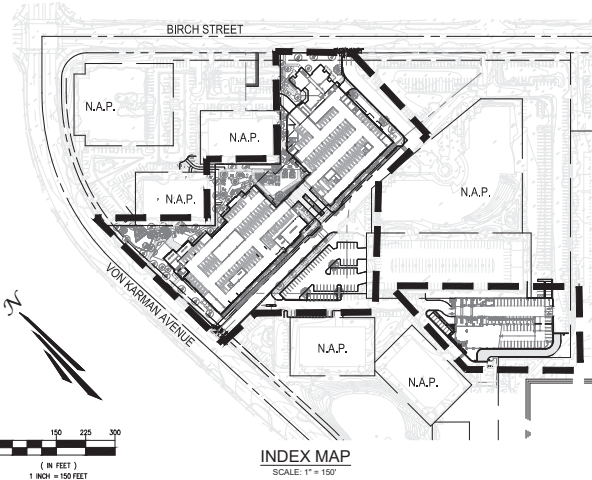 BIRCH STREET
N.A.P.
N.A.P.
N.A.P.
N.A.P.
VON KARMAN AVENUE
N
N.A.P.
N.A.P.
150 225 300
( IN FEET )
1 INCH = 150 FEET
INDEX MAP
SCALE: 1" = 150'